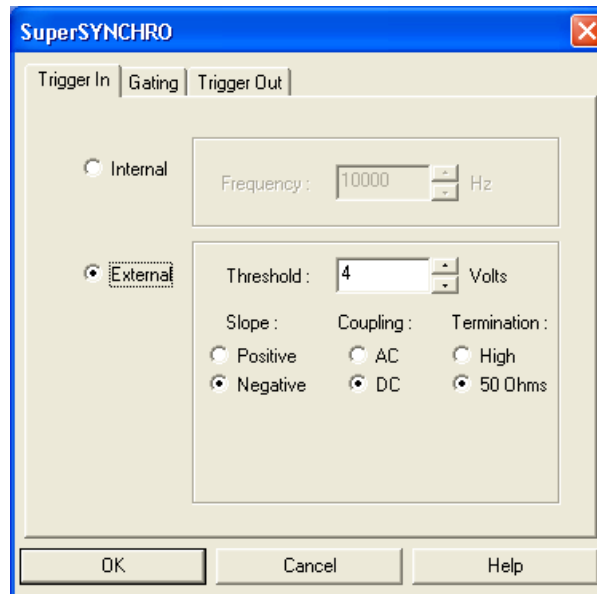 SuperSYNCHRO
Trigger In Gating Trigger Out
Internal
Frequency : 10000 Hz
External
Threshold : 4 Volts
Slope : Coupling : Termination :
Positive AC High
Negative DC 50 Ohms
OK Cancel Help